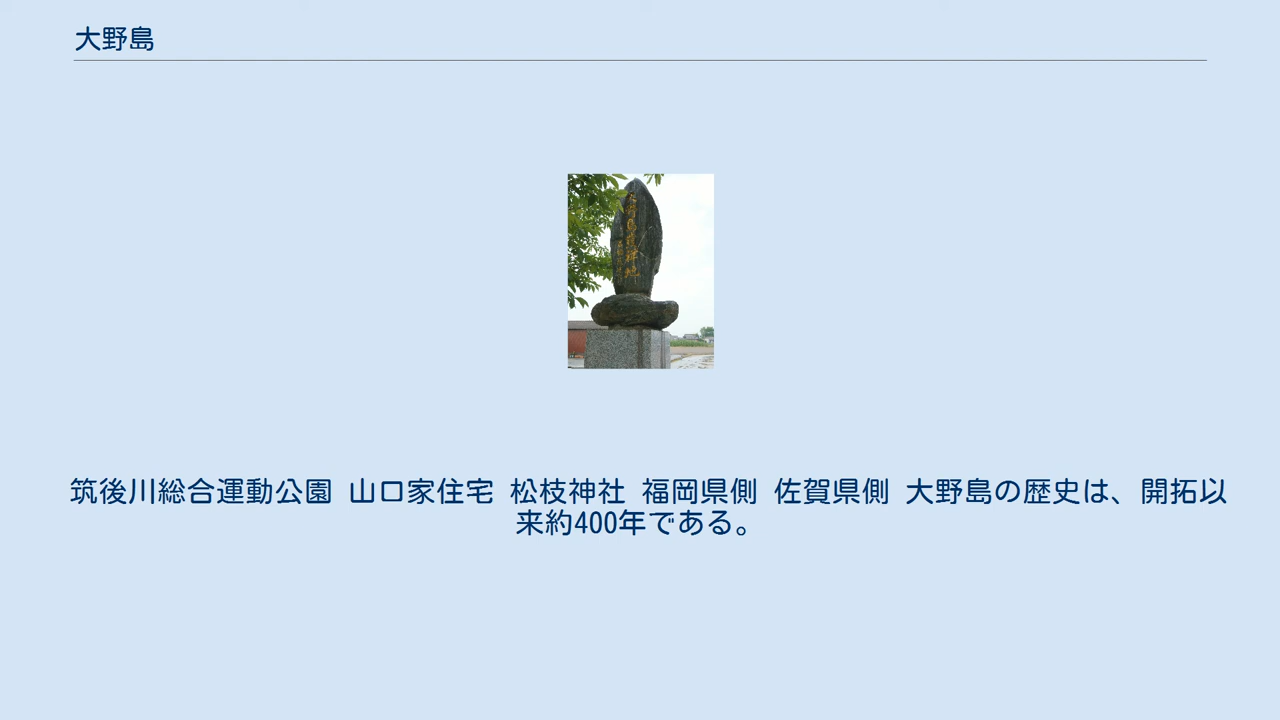 大野島
筑後川総合運動公園 山口家住宅 松枝神社 福岡県側 佐賀県側 大野島の歴史は、開拓以
来約400年である。